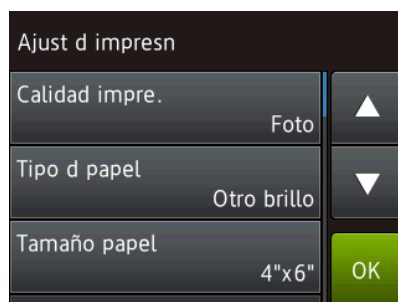 Ajust d impresn
Calidad impre.
Foto
Tipo d papel
Otro brillo
Tamaño papel
4"x6"
OK